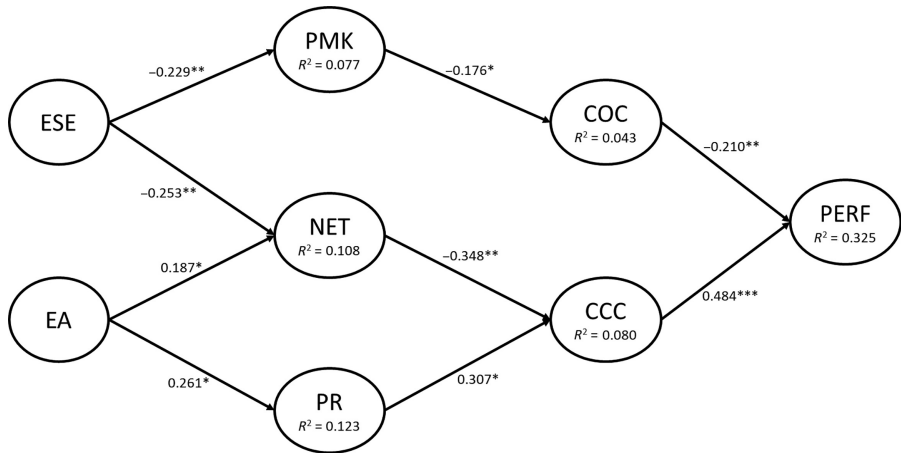 PMK
R² = 0.077
−0.229**
−0.176*
ESE
COC
R² = 0.043
−0.210**
−0.253**
NET
R² = 0.108
PERF
R² = 0.325
0.187*
−0.348**
EA
CCC
R² = 0.080
0.484***
0.261*
0.307*
PR
R² = 0.123